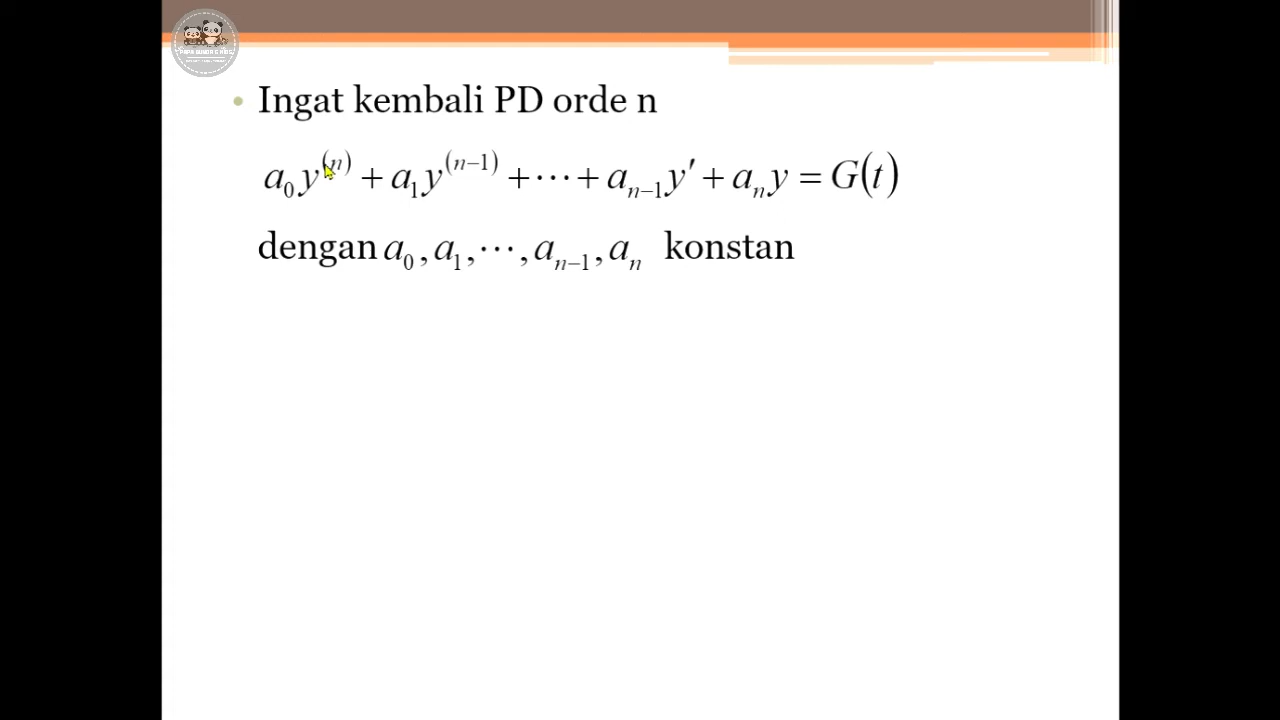 • Ingat kembali PD orde n
a₀y⁽ⁿ⁾ + a₁y⁽ⁿ⁻¹⁾ + ⋯ + aₙ₋₁y′ + aₙy = G(t)
dengan a₀, a₁, ⋯, aₙ₋₁, aₙ konstan